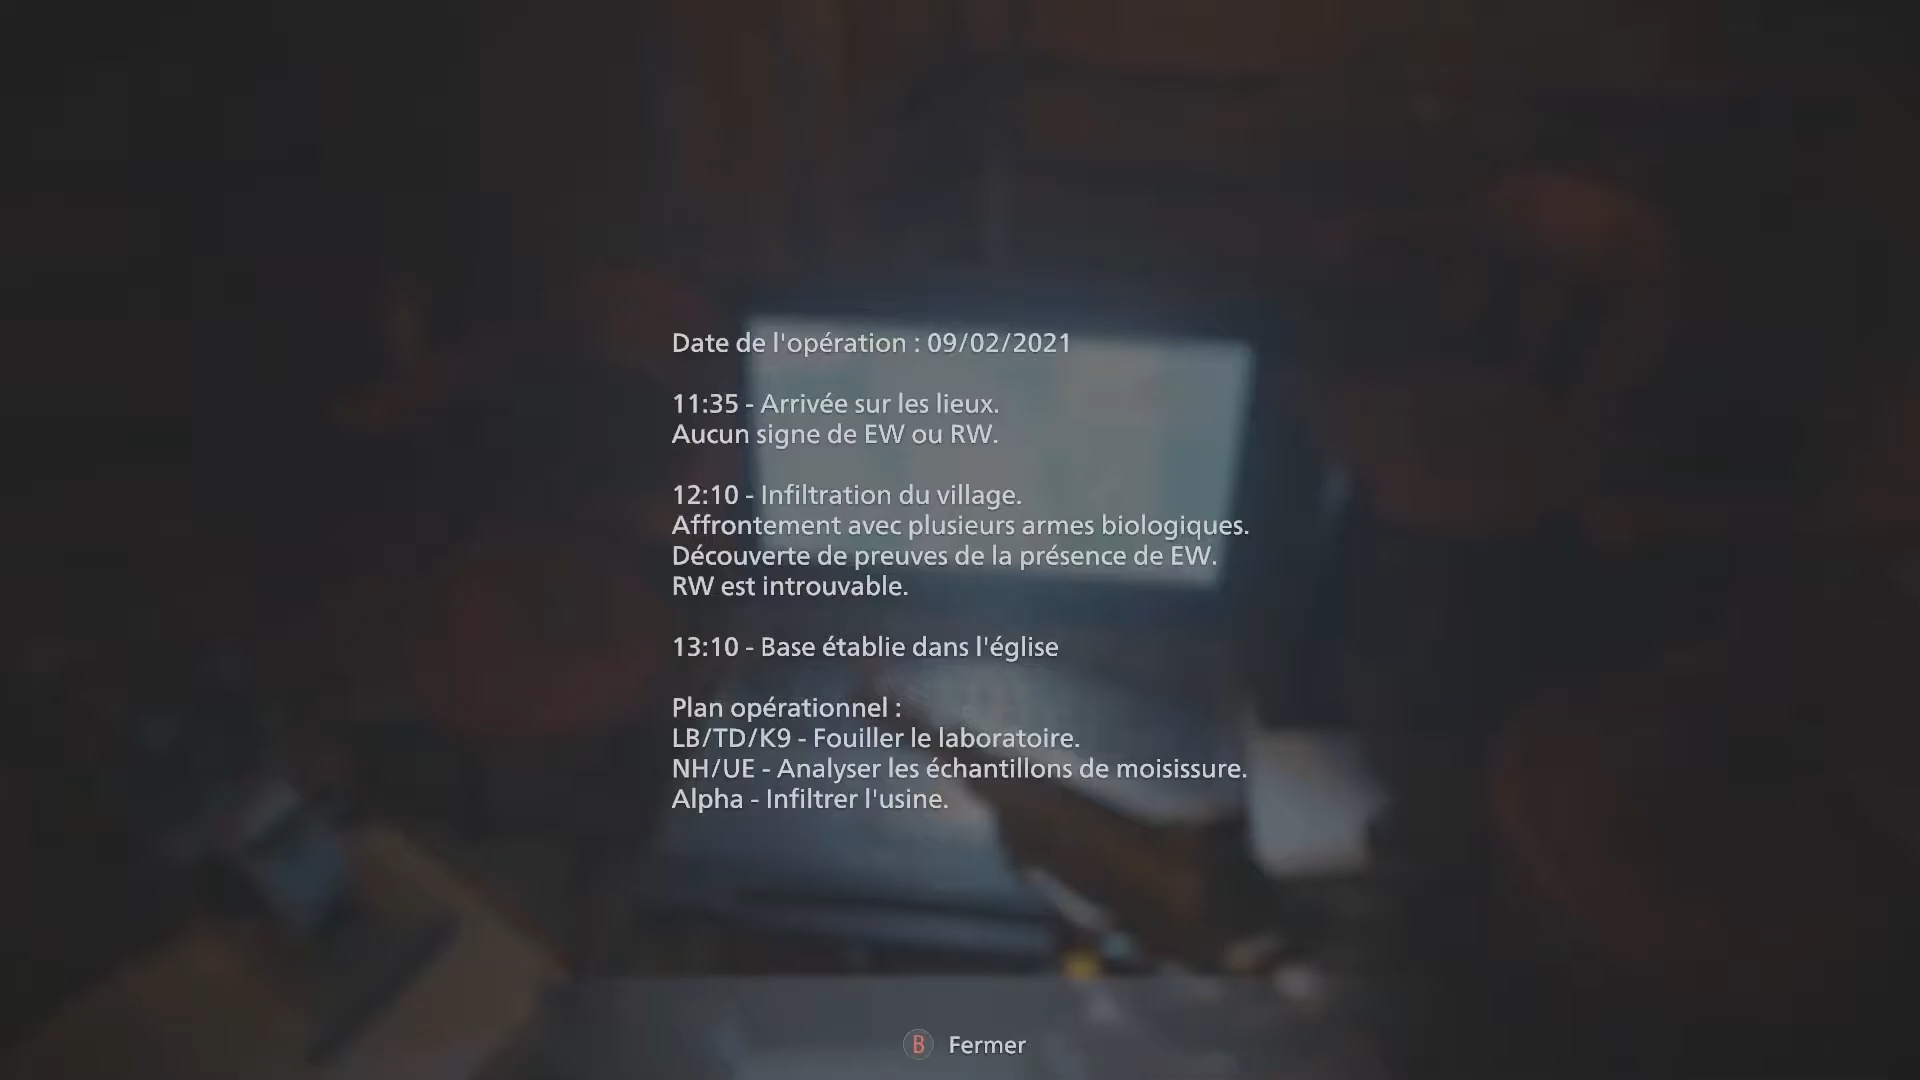 Date de l'opération : 09/02/2021
11:35 - Arrivée sur les lieux.
Aucun signe de EW ou RW.
12:10 - Infiltration du village.
Affrontement avec plusieurs armes biologiques.
Découverte de preuves de la présence de EW.
RW est introuvable.
13:10 - Base établie dans l'église
Plan opérationnel :
LB/TD/K9 - Fouiller le laboratoire.
NH/UE - Analyser les échantillons de moisissure.
Alpha - Infiltrer l'usine.
B Fermer